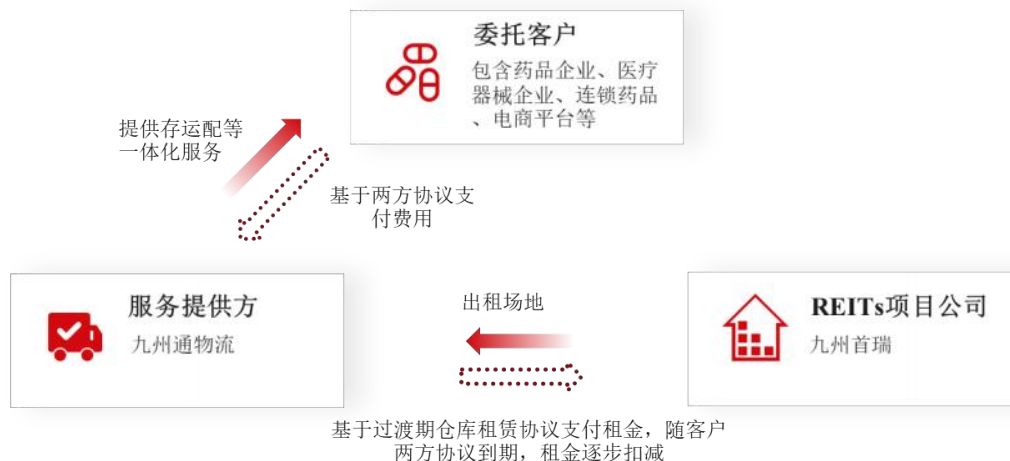 委托客户
包含药品企业、医疗
器械企业、连锁药品
、电商平台等
提供存运配等
一体化服务
基于两方协议支
付费用
服务提供方
九州通物流
出租场地
REITs项目公司
九州首瑞
基于过渡期仓库租赁协议支付租金，随客户
两方协议到期，租金逐步扣减